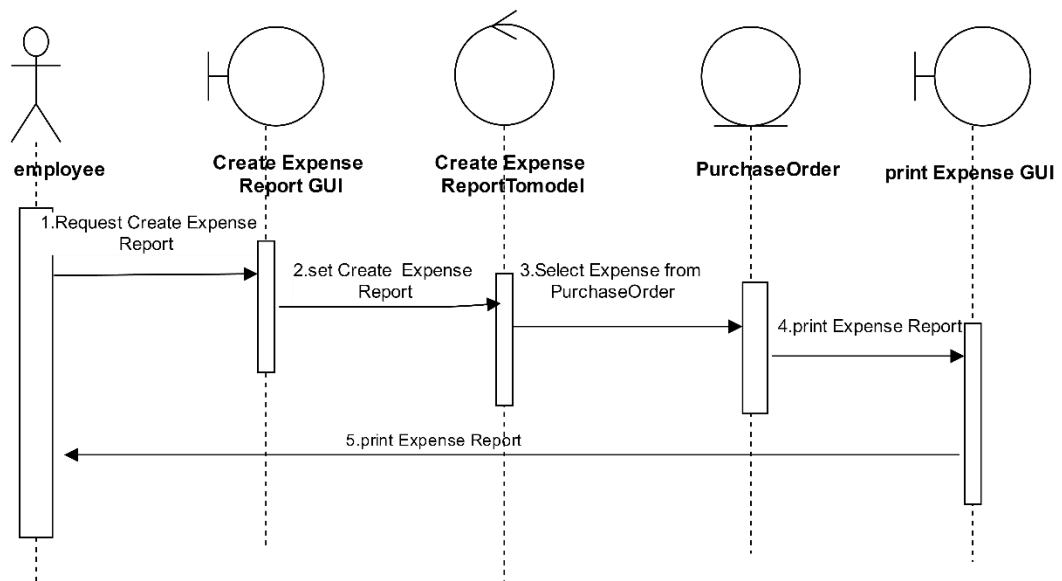 employee
Create Expense
Report GUI
Create Expense
ReportTomodel
PurchaseOrder
print Expense GUI
1.Request Create Expense
Report
2.set Create  Expense
Report
3.Select Expense from
PurchaseOrder
4.print Expense Report
5.print Expense Report